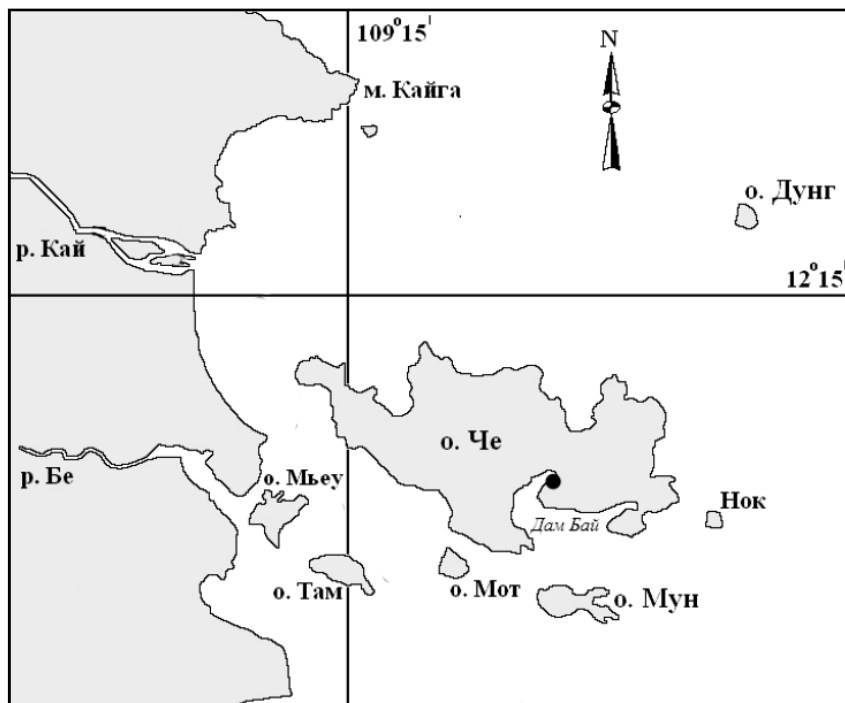 109°15'
м. Кайга
N
о. Дунг
р. Кай
12°15'
о. Че
р. Бе
о. Мьеу
Нок
Дам Бай
о. Там
о. Мот
о. Мун